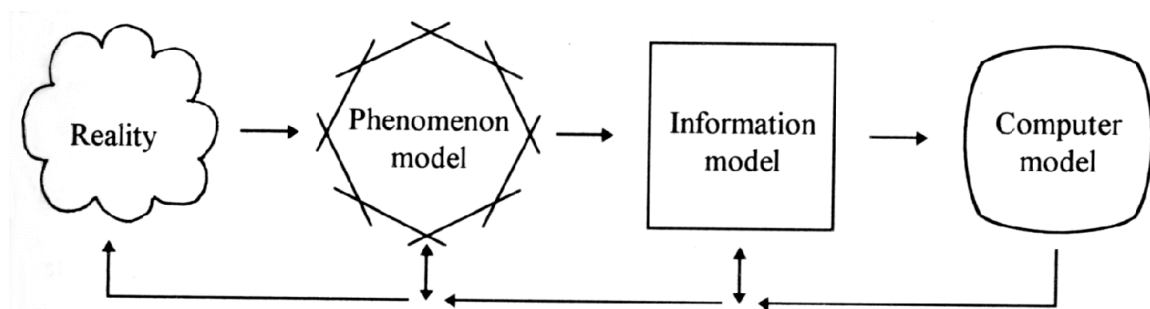 Reality
Phenomenon
model
Information
model
Computer
model